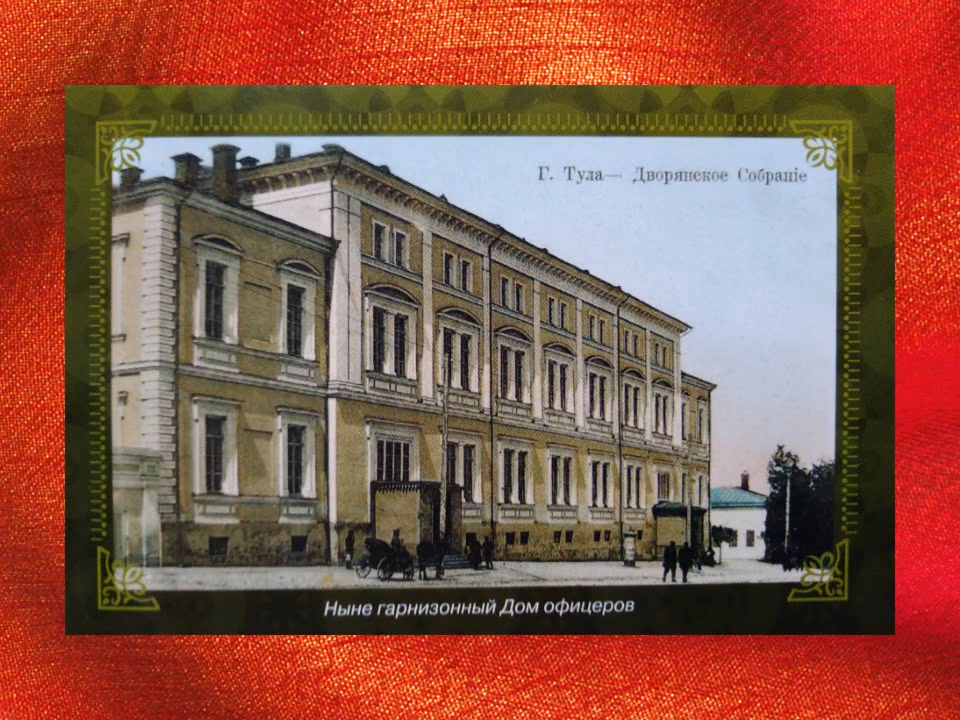 Г. Тула— Дворянское Собранiе
Ныне гарнизонный Дом офицеров